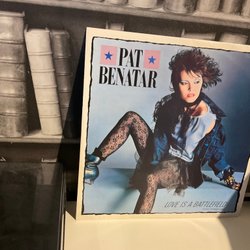 PAT
BENATAR
LOVE IS A BATTLEFIELD